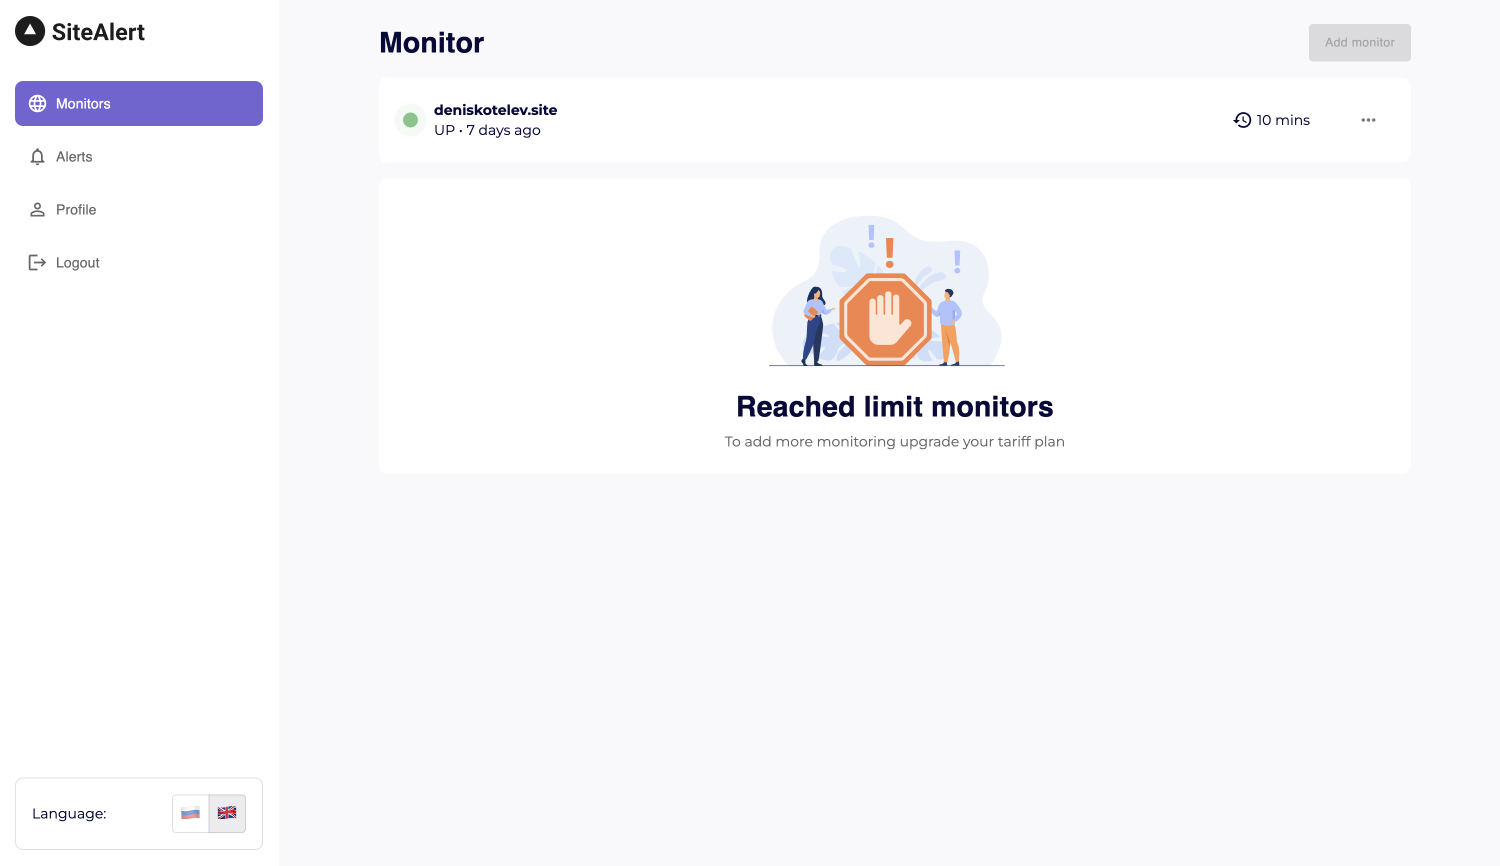 SiteAlert
Monitors
Alerts
Profile
Logout
Language:
Monitor
Add monitor
deniskotelev.site
UP • 7 days ago
10 mins
Reached limit monitors
To add more monitoring upgrade your tariff plan